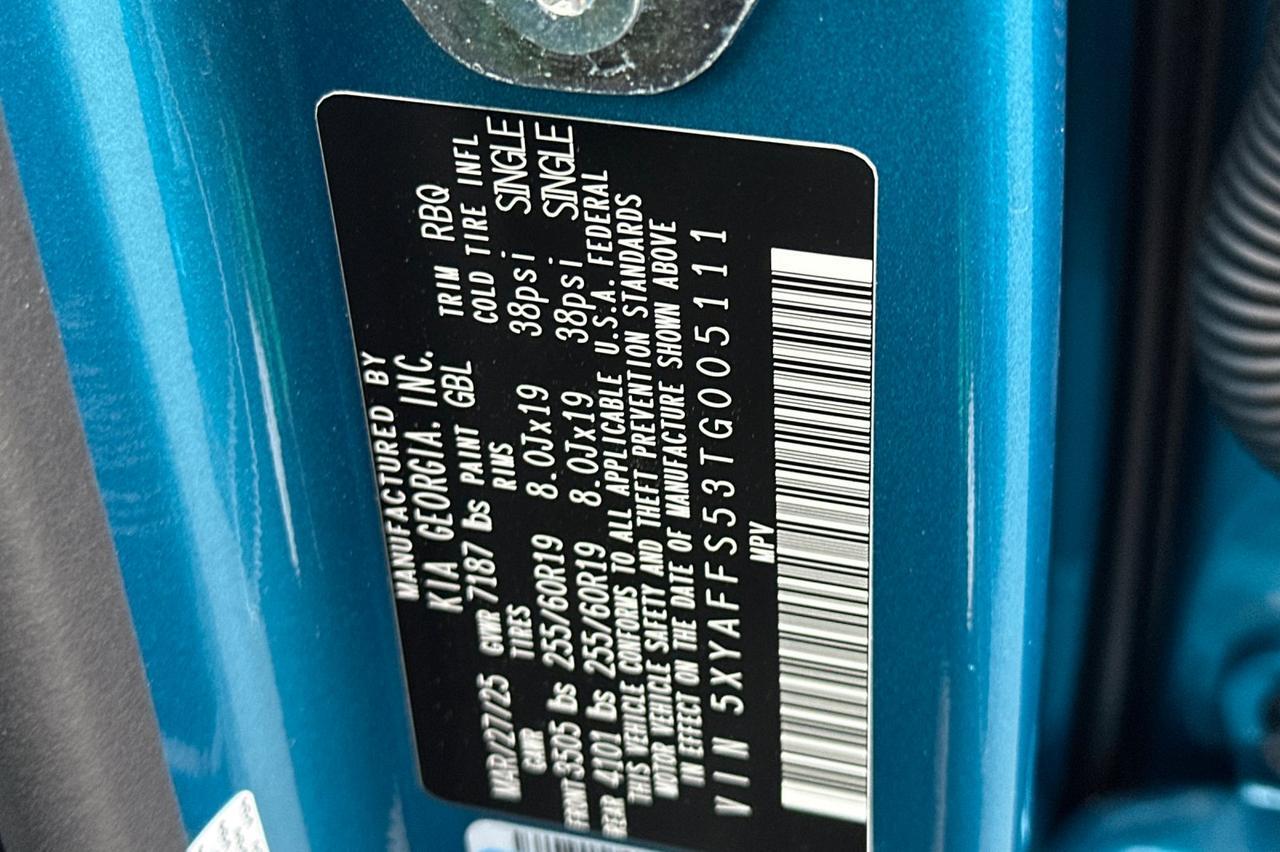 MANUFACTURED BY
KIA GEORGIA, INC.
MAR/27/25 GVWR 7187 lbs PAINT GBL TRIM RBQ
GAWR TIRES RIMS COLD TIRE INFL
FRONT 3505 lbs 255/60R19 8.0Jx19 38psi SINGLE
REAR 4101 lbs 255/60R19 8.0Jx19 38psi SINGLE
THIS VEHICLE CONFORMS TO ALL APPLICABLE U.S.A. FEDERAL
MOTOR VEHICLE SAFETY AND THEFT PREVENTION STANDARDS
IN EFFECT ON THE DATE OF MANUFACTURE SHOWN ABOVE
VIN 5XYAFFS53TG005111
MPV